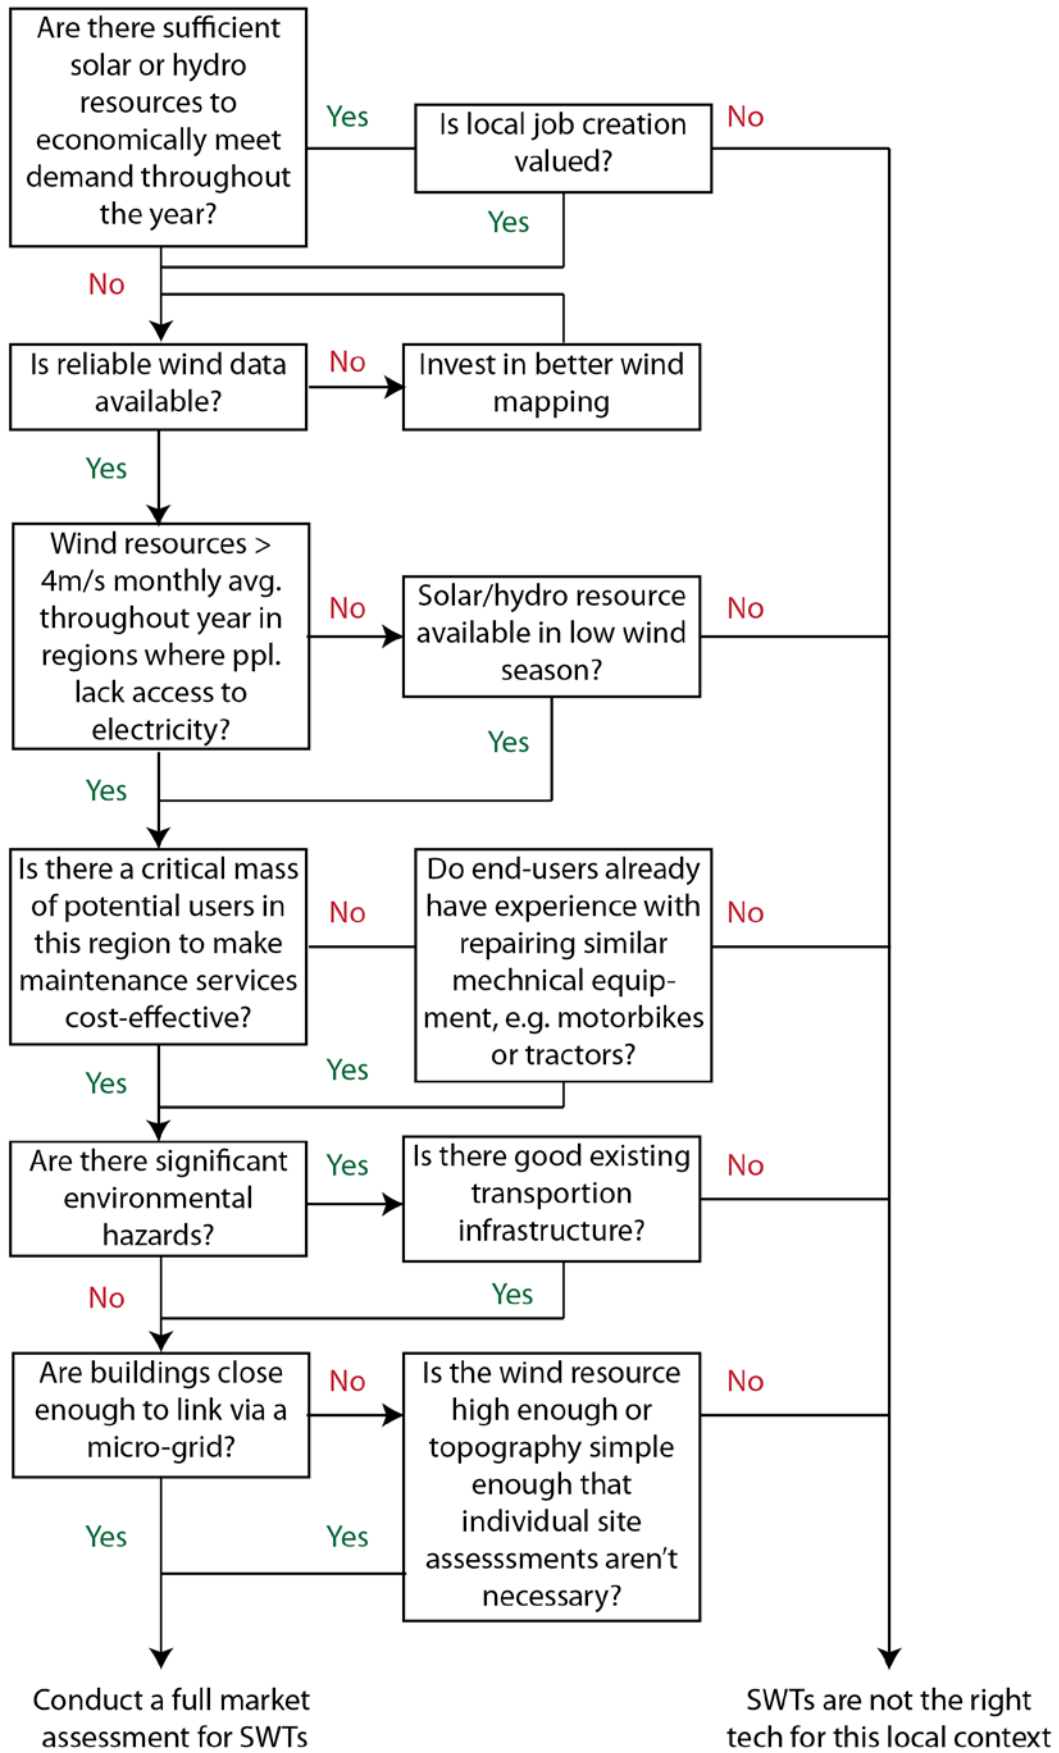 Are there sufficient
solar or hydro
resources to
economically meet
demand throughout
the year?
Yes
Is local job creation
valued?
No
Yes
No
Is reliable wind data
available?
No
Invest in better wind
mapping
Yes
Wind resources >
4m/s monthly avg.
throughout year in
regions where ppl.
lack access to
electricity?
No
Solar/hydro resource
available in low wind
season?
No
Yes
Yes
Is there a critical mass
of potential users in
this region to make
maintenance services
cost-effective?
No
Do end-users already
have experience with
repairing similar
mechnical equip-
ment, e.g. motorbikes
or tractors?
No
Yes
Yes
Are there significant
environmental
hazards?
Yes
Is there good existing
transportion
infrastructure?
No
No
Yes
Are buildings close
enough to link via a
micro-grid?
No
Is the wind resource
high enough or
topography simple
enough that
individual site
assesssments aren't
necessary?
No
Yes
Yes
Conduct a full market
assessment for SWTs
SWTs are not the right
tech for this local context